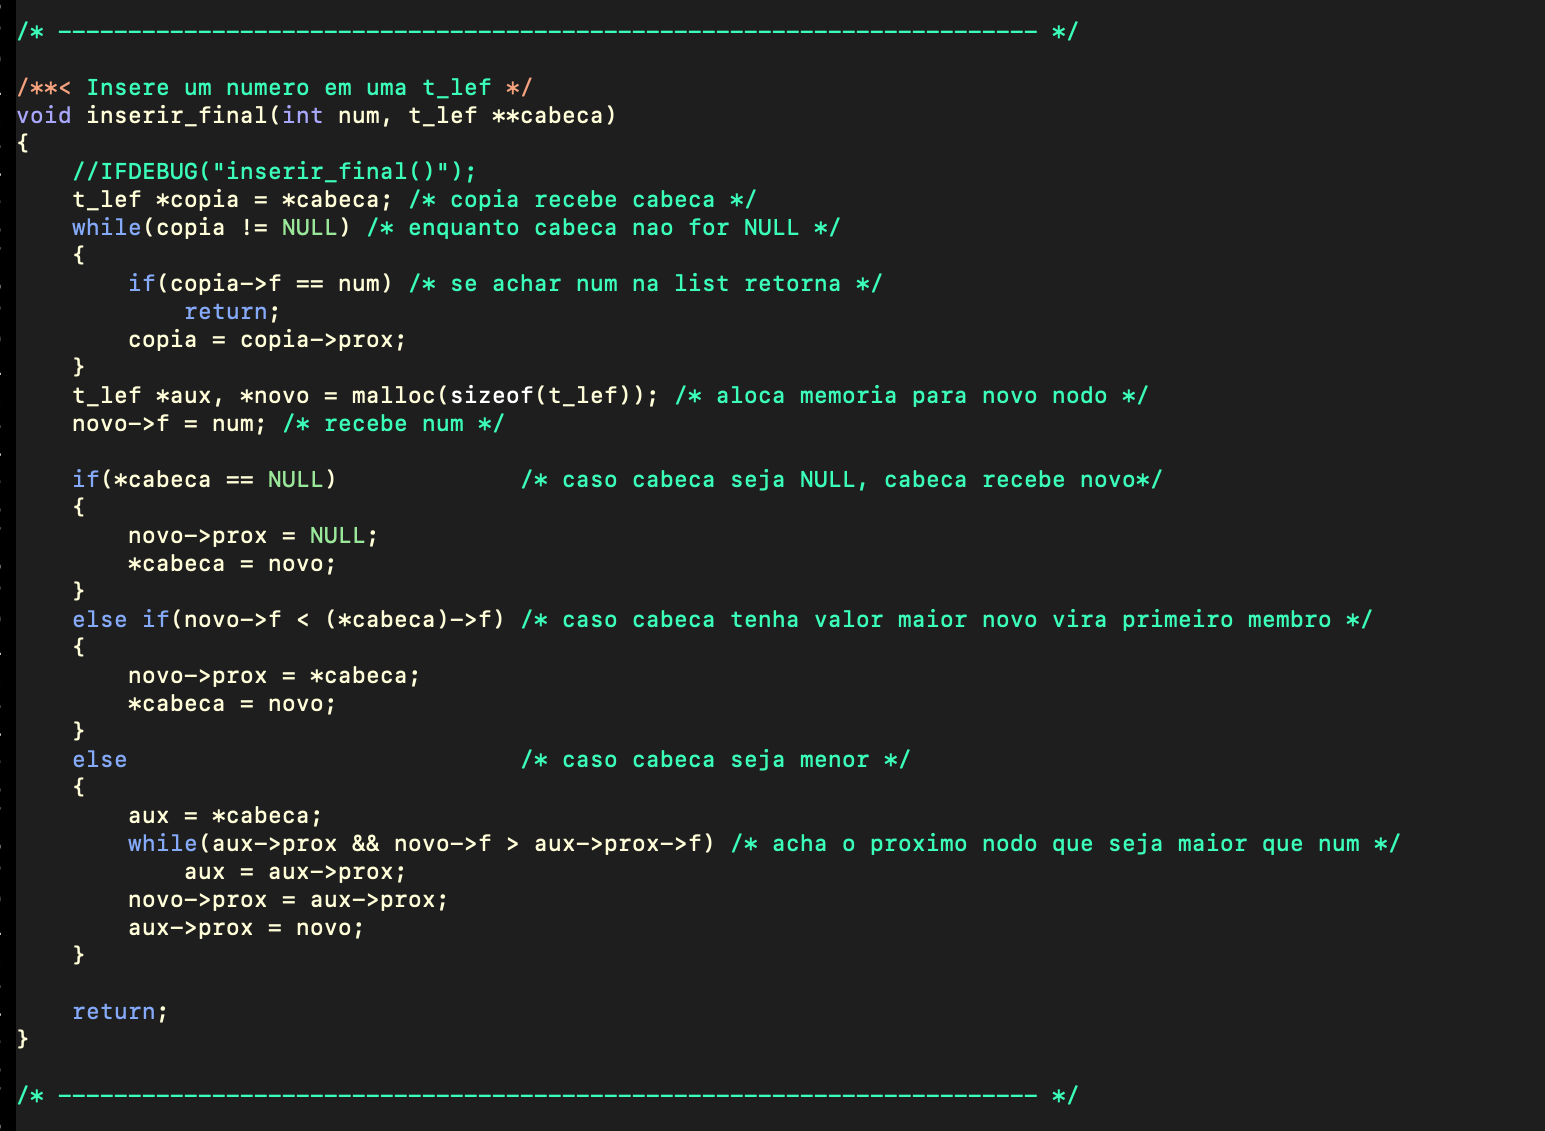 /* ---------------------------------------------------------------------- */
/**< Insere um numero em uma t_lef */
void inserir_final(int num, t_lef **cabeca)
{
    //IFDEBUG("inserir_final()");
    t_lef *copia = *cabeca; /* copia recebe cabeca */
    while(copia != NULL) /* enquanto cabeca nao for NULL */
    {
        if(copia->f == num) /* se achar num na list retorna */
            return;
        copia = copia->prox;
    }
    t_lef *aux, *novo = malloc(sizeof(t_lef)); /* aloca memoria para novo nodo */
    novo->f = num; /* recebe num */
    if(*cabeca == NULL)             /* caso cabeca seja NULL, cabeca recebe novo*/
    {
        novo->prox = NULL;
        *cabeca = novo;
    }
    else if(novo->f < (*cabeca)->f) /* caso cabeca tenha valor maior novo vira primeiro membro */
    {
        novo->prox = *cabeca;
        *cabeca = novo;
    }
    else                            /* caso cabeca seja menor */
    {
        aux = *cabeca;
        while(aux->prox && novo->f > aux->prox->f) /* acha o proximo nodo que seja maior que num */
            aux = aux->prox;
        novo->prox = aux->prox;
        aux->prox = novo;
    }
    return;
}
/* ---------------------------------------------------------------------- */